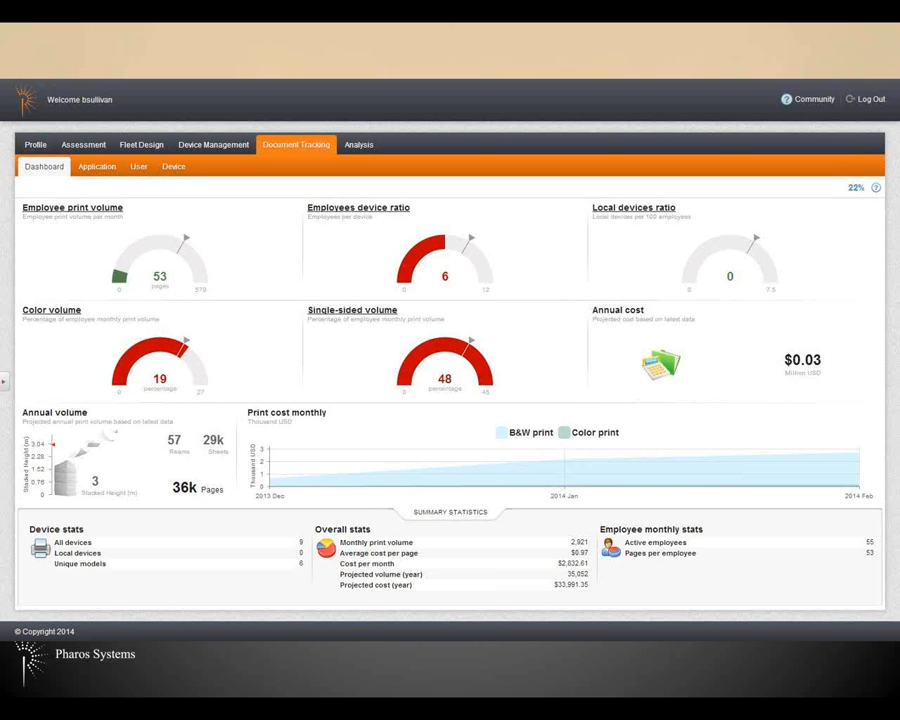 Welcome bsullivan
Community
Log Out
Profile Assessment Fleet Design Device Management Document Tracking Analysis
Dashboard Application User Device
22%
Employee print volume
Employee print volume per month
53
pages
0 579
Employees device ratio
Employees per device
6
0 12
Local devices ratio
Local devices per 100 employees
0
0 7.5
Color volume
Percentage of employee monthly print volume
19
percentage
0 27
Single-sided volume
Percentage of employee monthly print volume
48
percentage
0 45
Annual cost
Projected cost based on latest data
$0.03
Million USD
Annual volume
Projected annual print volume based on latest data
Stacked Height (m)
3.04
2.28
1.52
0.76
0
57 29k
Reams Sheets
3
Stacked Height (m)
36k Pages
Print cost monthly
Thousand USD
B&W print Color print
Thousand USD
3
2
1
0
2013 Dec 2014 Jan 2014 Feb
SUMMARY STATISTICS
Device stats
All devices 9
Local devices 0
Unique models 6
Overall stats
Monthly print volume 2,921
Average cost per page $0.97
Cost per month $2,832.61
Projected volume (year) 35,052
Projected cost (year) $33,991.35
Employee monthly stats
Active employees 55
Pages per employee 53
© Copyright 2014
Pharos Systems